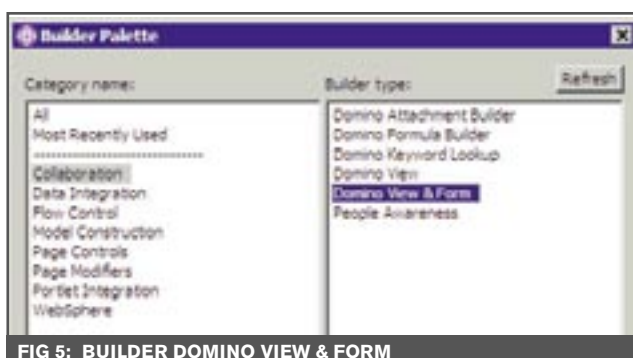 Builder Palette
Category name:
All
Most Recently Used
------------------------------
Collaboration
Data Integration
Flow Control
Model Construction
Page Controls
Page Modifiers
Portlet Integration
WebSphere
Builder type:
Refresh
Domino Attachment Builder
Domino Formula Builder
Domino Keyword Lookup
Domino View
Domino View & Form
People Awareness
FIG 5: BUILDER DOMINO VIEW & FORM